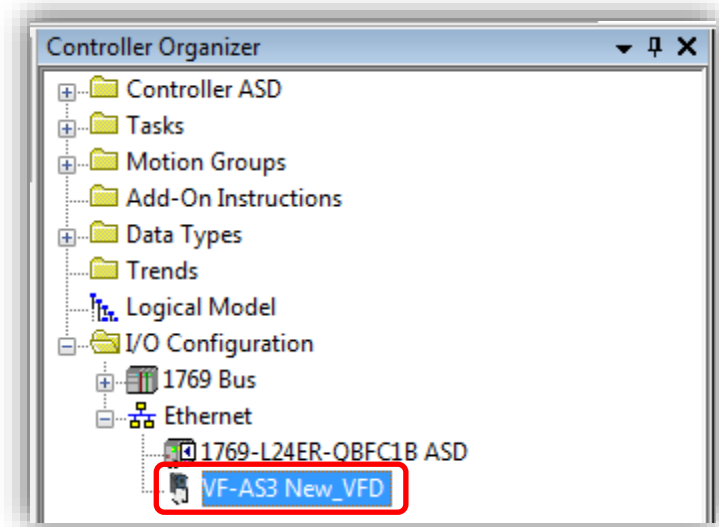 Controller Organizer
Controller ASD
Tasks
Motion Groups
Add-On Instructions
Data Types
Trends
Logical Model
I/O Configuration
1769 Bus
Ethernet
1769-L24ER-QBFC1B ASD
VF-AS3 New_VFD